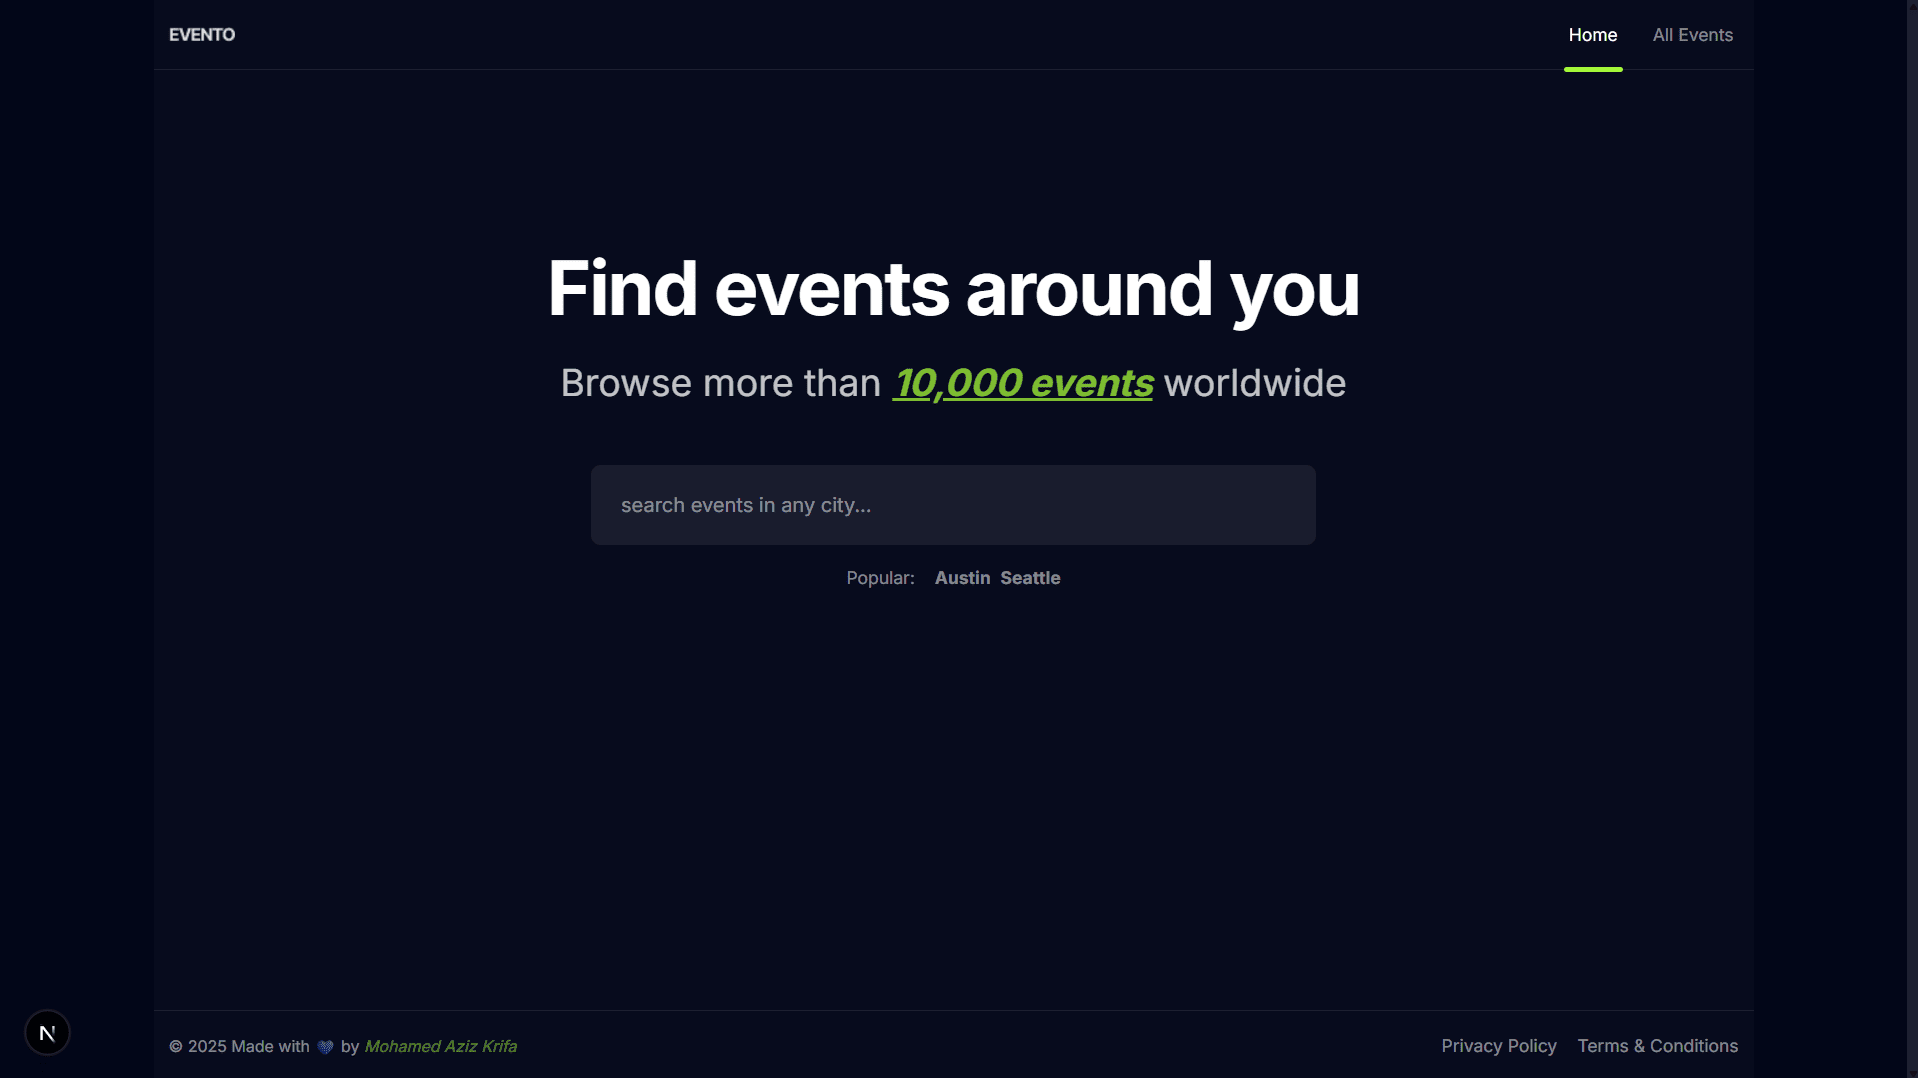 EVENTO
Home All Events
Find events around you
Browse more than 10,000 events worldwide
search events in any city...
Popular: Austin Seattle
N
© 2025 Made with 💙 by Mohamed Aziz Krifa
Privacy Policy Terms & Conditions